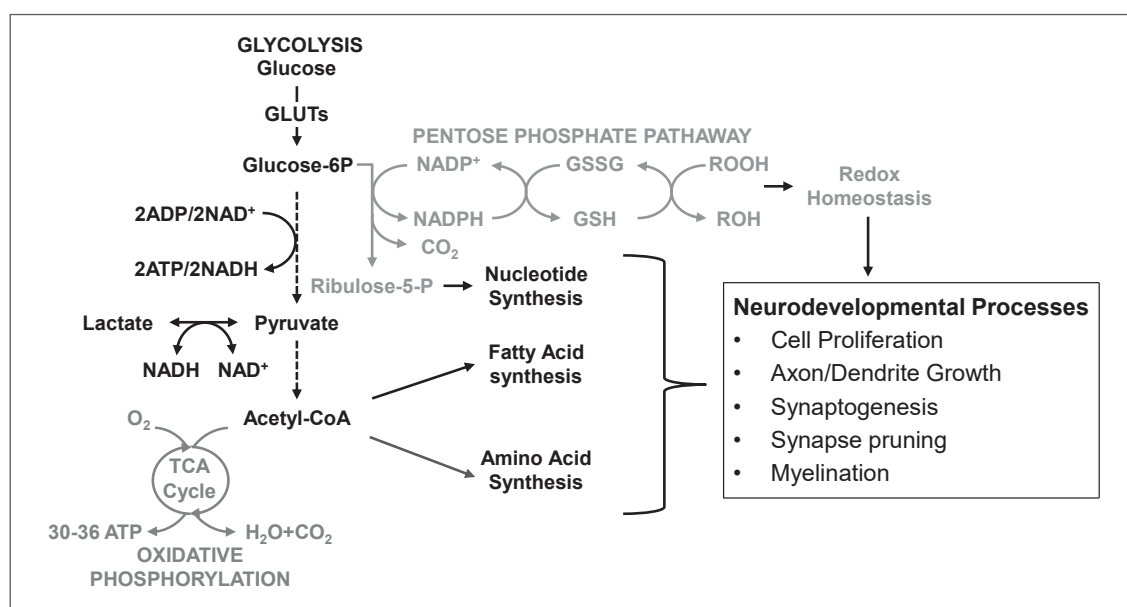 GLYCOLYSIS
Glucose
GLUTs
Glucose-6P
PENTOSE PHOSPHATE PATHAWAY
NADP⁺
GSSG
ROOH
NADPH
GSH
ROH
CO₂
Redox
Homeostasis
2ADP/2NAD⁺
2ATP/2NADH
Ribulose-5-P
Nucleotide
Synthesis
Lactate
Pyruvate
NADH
NAD⁺
Fatty Acid
synthesis
Acetyl-CoA
Amino Acid
Synthesis
O₂
TCA
Cycle
30-36 ATP
H₂O+CO₂
OXIDATIVE
PHOSPHORYLATION
Neurodevelopmental Processes
• Cell Proliferation
• Axon/Dendrite Growth
• Synaptogenesis
• Synapse pruning
• Myelination